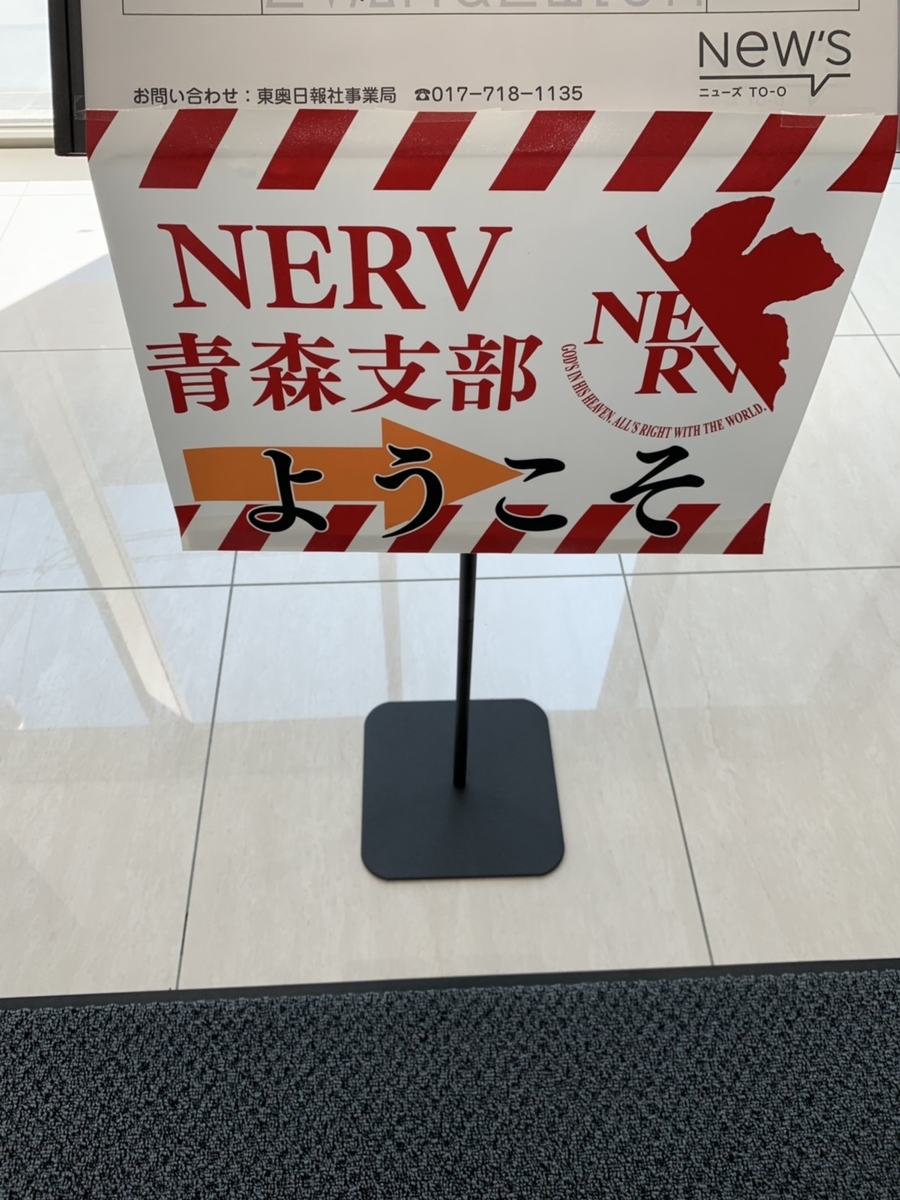 New's
ニューズ TO-O
お問い合わせ：東奥日報社事業局 ☎017-718-1135
NERV
青森支部
ようこそ
NERV
GOD'S IN HIS HEAVEN. ALL'S RIGHT WITH THE WORLD.